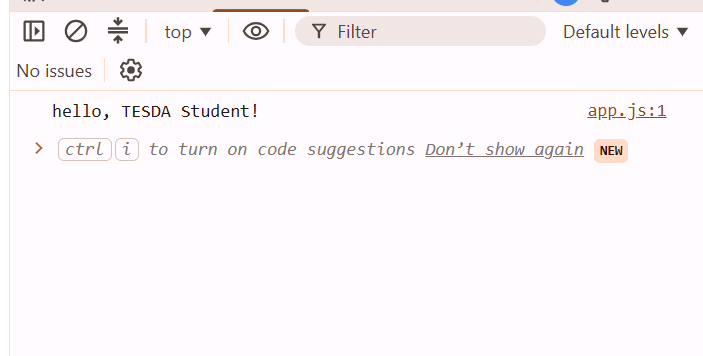 top Filter Default levels
No issues
hello, TESDA Student! app.js:1
ctrl i to turn on code suggestions Don’t show again NEW